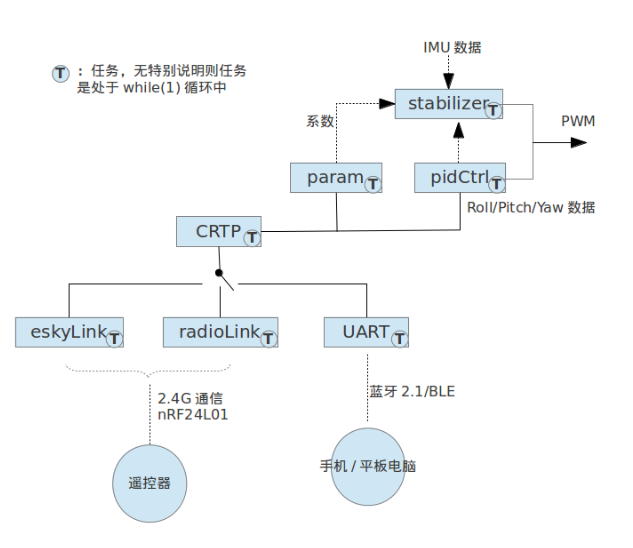 IMU 数据
T ：任务，无特别说明则任务
是处于 while(1) 循环中
stabilizer T
系数
PWM
param T
pidCtrl T
Roll/Pitch/Yaw 数据
CRTP T
eskyLink T
radioLink T
UART T
2.4G 通信
nRF24L01
蓝牙 2.1/BLE
遥控器
手机 / 平板电脑